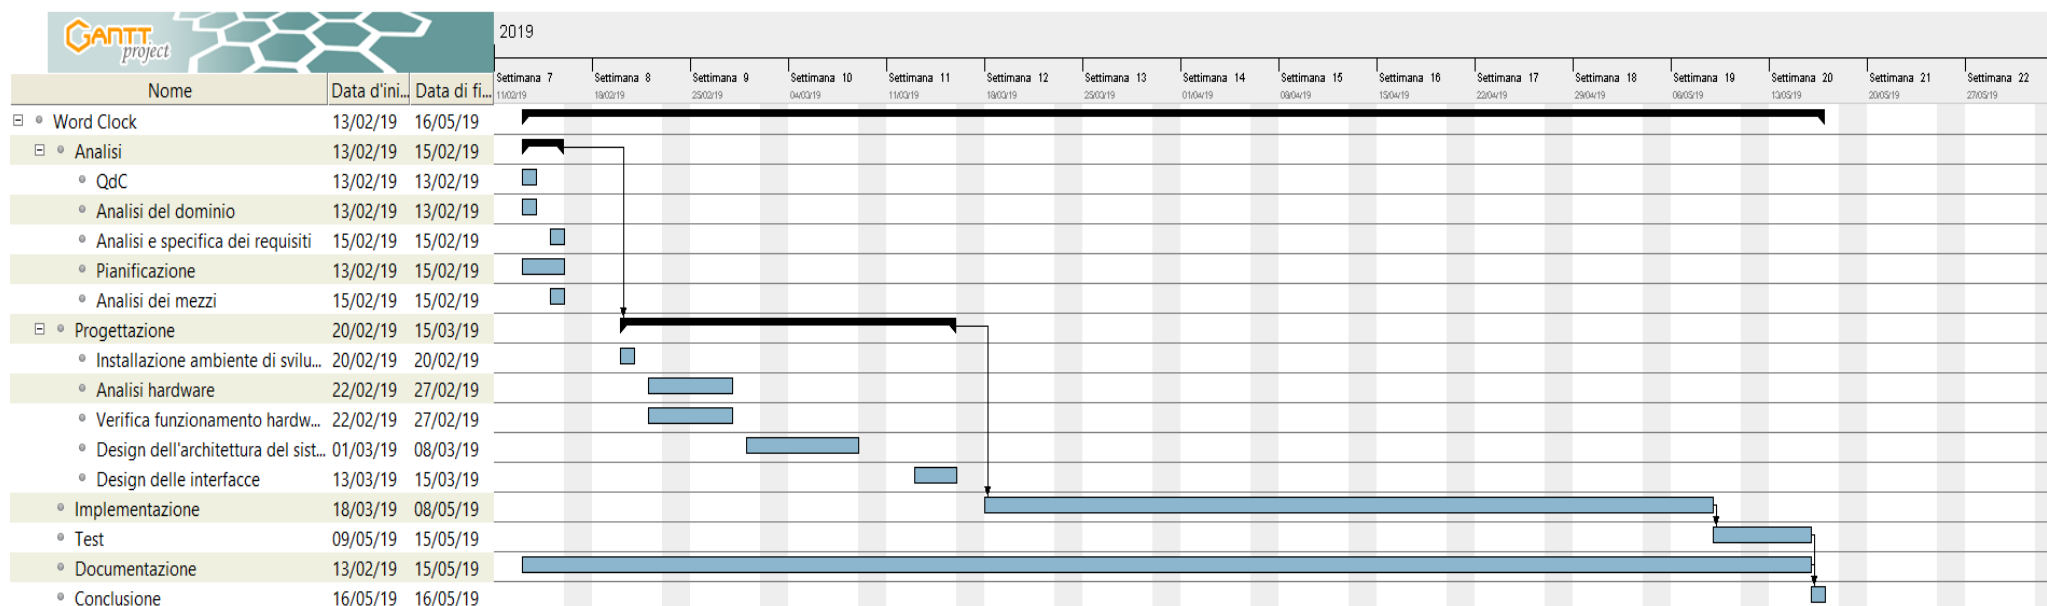 GANTT
project
2019
Settimana 7 Settimana 8 Settimana 9 Settimana 10 Settimana 11 Settimana 12 Settimana 13 Settimana 14 Settimana 15 Settimana 16 Settimana 17 Settimana 18 Settimana 19 Settimana 20 Settimana 21 Settimana 22
11/02/19 18/02/19 25/02/19 04/03/19 11/03/19 18/03/19 25/03/19 01/04/19 08/04/19 15/04/19 22/04/19 29/04/19 06/05/19 13/05/19 20/05/19 27/05/19
Nome Data d'ini... Data di fi...
Word Clock 13/02/19 16/05/19
Analisi 13/02/19 15/02/19
QdC 13/02/19 13/02/19
Analisi del dominio 13/02/19 13/02/19
Analisi e specifica dei requisiti 15/02/19 15/02/19
Pianificazione 13/02/19 15/02/19
Analisi dei mezzi 15/02/19 15/02/19
Progettazione 20/02/19 15/03/19
Installazione ambiente di svilu... 20/02/19 20/02/19
Analisi hardware 22/02/19 27/02/19
Verifica funzionamento hardw... 22/02/19 27/02/19
Design dell'architettura del sist... 01/03/19 08/03/19
Design delle interfacce 13/03/19 15/03/19
Implementazione 18/03/19 08/05/19
Test 09/05/19 15/05/19
Documentazione 13/02/19 15/05/19
Conclusione 16/05/19 16/05/19